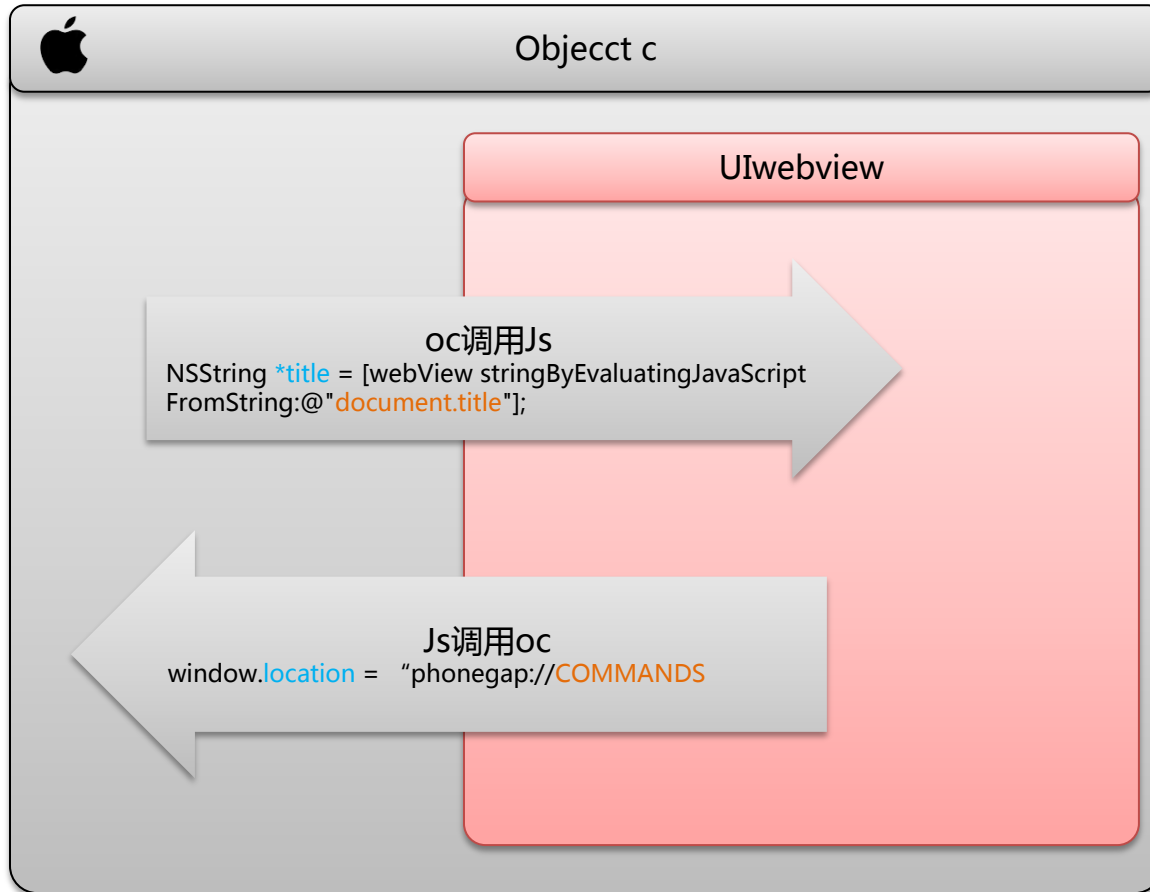 Objecct c
UIwebview
oc调用Js
NSString *title = [webView stringByEvaluatingJavaScript
FromString:@"document.title"];
Js调用oc
window.location = “phonegap://COMMANDS